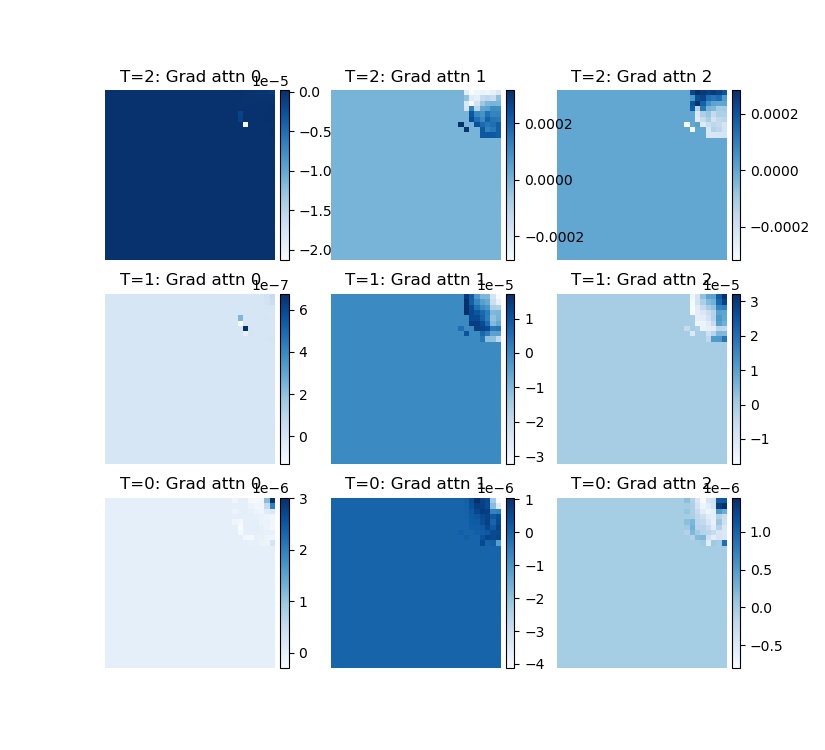 T=2: Grad attn 0
1e−5
T=2: Grad attn 1
T=2: Grad attn 2
0.0
−0.5
−1.0
−1.5
−2.0
0.0002
0.0000
−0.0002
0.0002
0.0000
−0.0002
T=1: Grad attn 0
1e−7
T=1: Grad attn 1
1e−5
T=1: Grad attn 2
1e−5
6
4
2
0
1
0
−1
−2
−3
3
2
1
0
−1
T=0: Grad attn 0
1e−6
T=0: Grad attn 1
1e−6
T=0: Grad attn 2
1e−6
3
2
1
0
1
0
−1
−2
−3
−4
1.0
0.5
0.0
−0.5